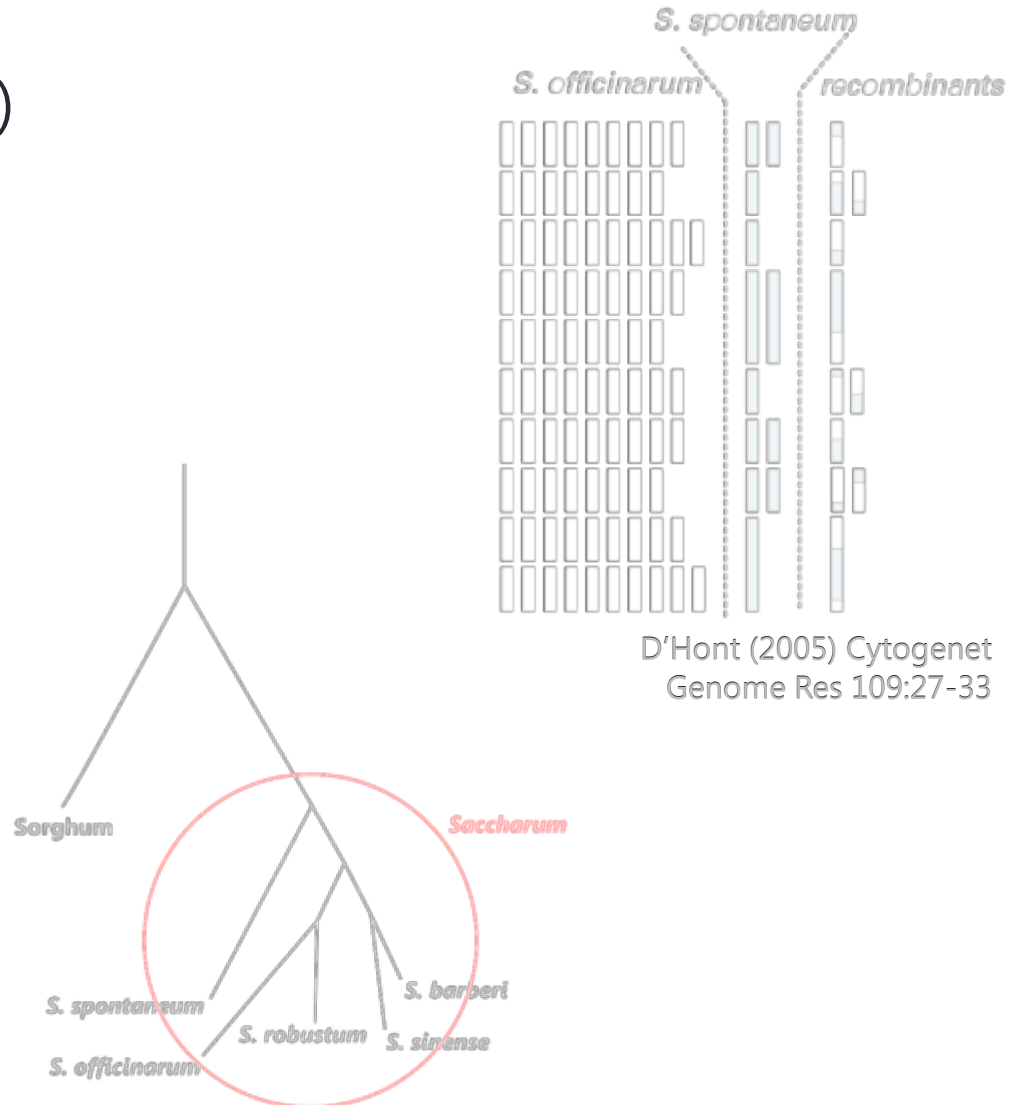 )
S. spontaneum
S. officinarum
recombinants
D'Hont (2005) Cytogenet
Genome Res 109:27-33
Sorghum
Saccharum
S. spontaneum
S. barberi
S. robustum
S. sinense
S. officinarum